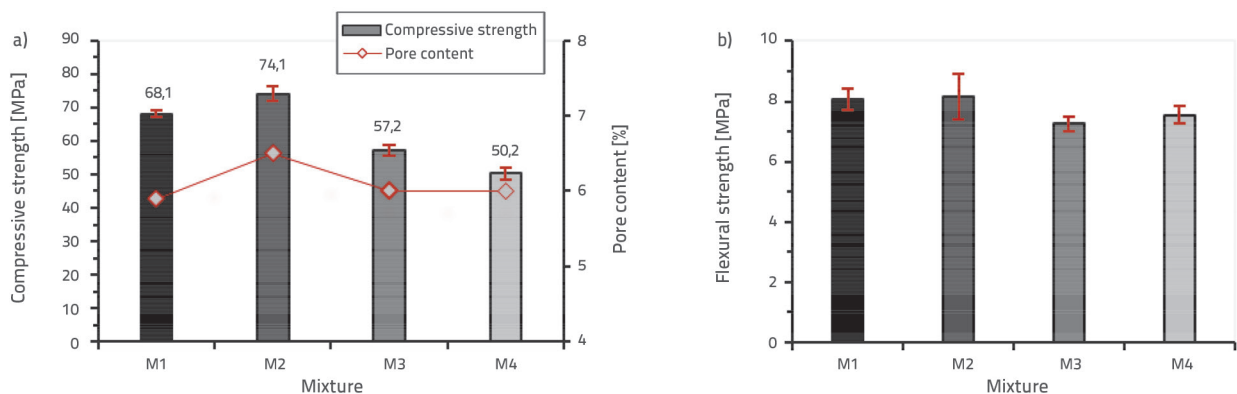 a)
Compressive strength
Pore content
Compressive strength [MPa]
90
80
70
60
50
40
30
20
10
0
68,1
74,1
57,2
50,2
8
7
6
5
4
Pore content [%]
M1
M2
M3
M4
Mixture
b)
Flexural strength [MPa]
10
8
6
4
2
0
M1
M2
M3
M4
Mixture